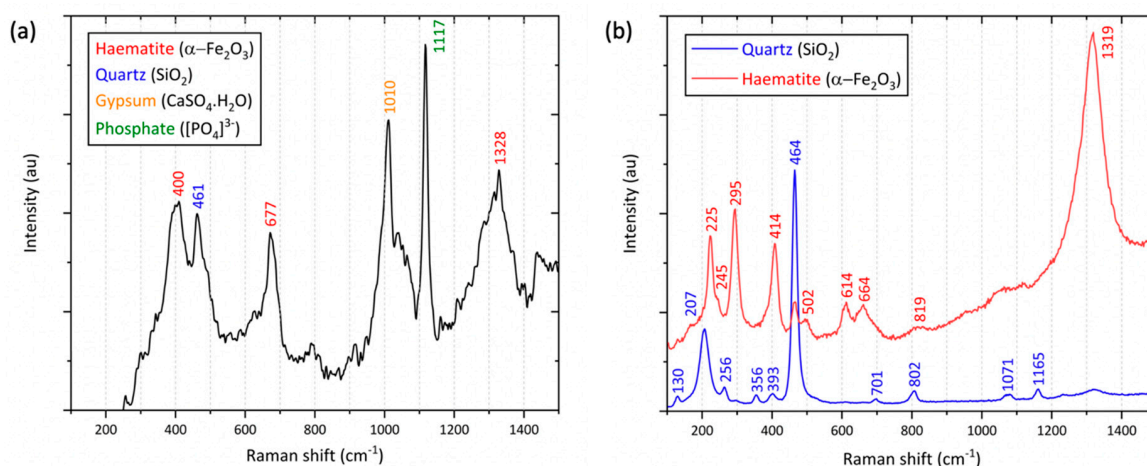 (a)
Haematite (α−Fe₂O₃)
Quartz (SiO₂)
Gypsum (CaSO₄.H₂O)
Phosphate ([PO₄]³⁻)
400
461
677
1010
1117
1328
Intensity (au)
200 400 600 800 1000 1200 1400
Raman shift (cm⁻¹)
(b)
Quartz (SiO₂)
Haematite (α−Fe₂O₃)
1319
464
225
295
245
414
207
502
614
664
819
130
256
356
393
701
802
1071
1165
Intensity (au)
200 400 600 800 1000 1200 1400
Raman shift (cm⁻¹)